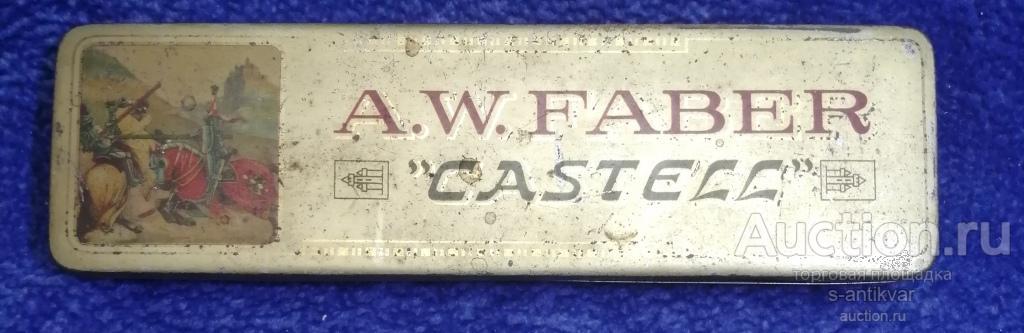 A.W. FABER
"CASTELL"
Auction.ru
торговая площадка
s-antikvar
auction.ru